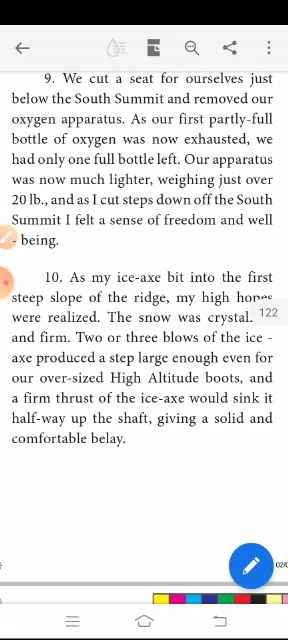 9. We cut a seat for ourselves just
below the South Summit and removed our
oxygen apparatus. As our first partly-full
bottle of oxygen was now exhausted, we
had only one full bottle left. Our apparatus
was now much lighter, weighing just over
20 lb., and as I cut steps down off the South
Summit I felt a sense of freedom and well
- being.
10. As my ice-axe bit into the first
steep slope of the ridge, my high hopes
were realized. The snow was crystal.
122
and firm. Two or three blows of the ice -
axe produced a step large enough even for
our over-sized High Altitude boots, and
a firm thrust of the ice-axe would sink it
half-way up the shaft, giving a solid and
comfortable belay.